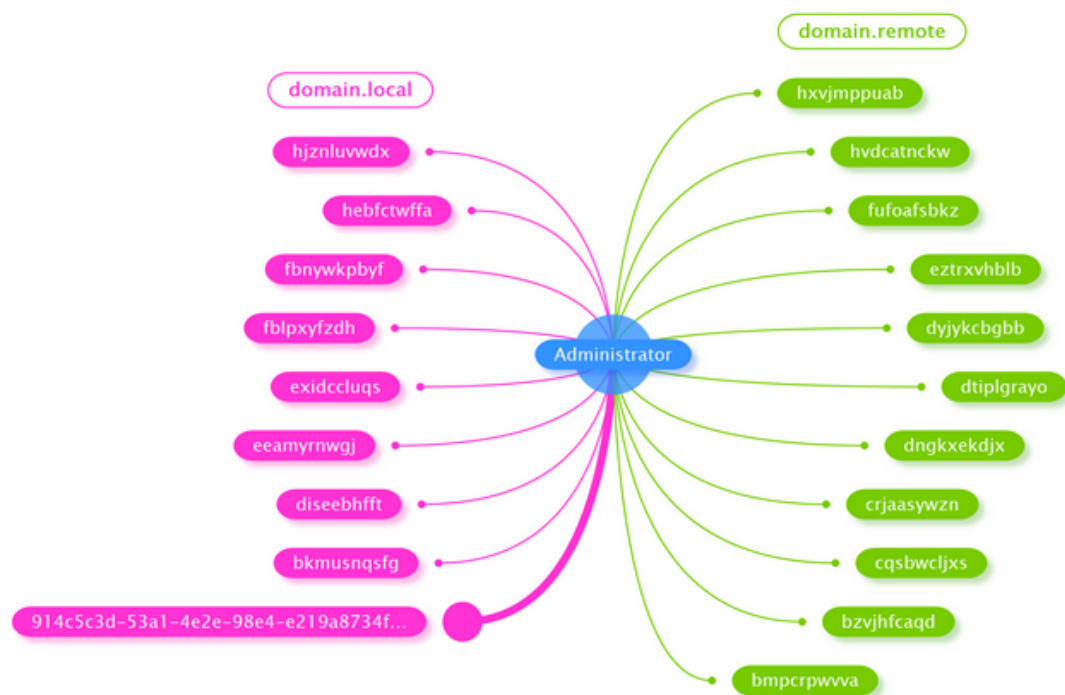 domain.local
hjznluvwdx
hebfctwffa
fbnywkpbyf
fblpxyfzdh
exidccluqs
eeamyrnwgj
diseebhfft
bkmusnqsfg
914c5c3d-53a1-4e2e-98e4-e219a8734f...
Administrator
domain.remote
hxvjmppuab
hvdcatnckw
fufoafsbkz
eztrxvhblb
dyjykcbgbb
dtiplgrayo
dngkxekdjx
crjaasywzn
cqsbwcljxs
bzvjhfcaqd
bmpcrpwvva